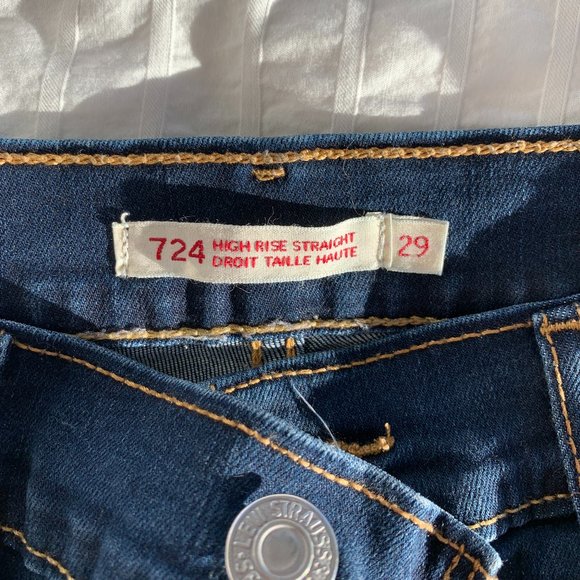 724 HIGH RISE STRAIGHT
DROIT TAILLE HAUTE
29
LEVI STRAUSS